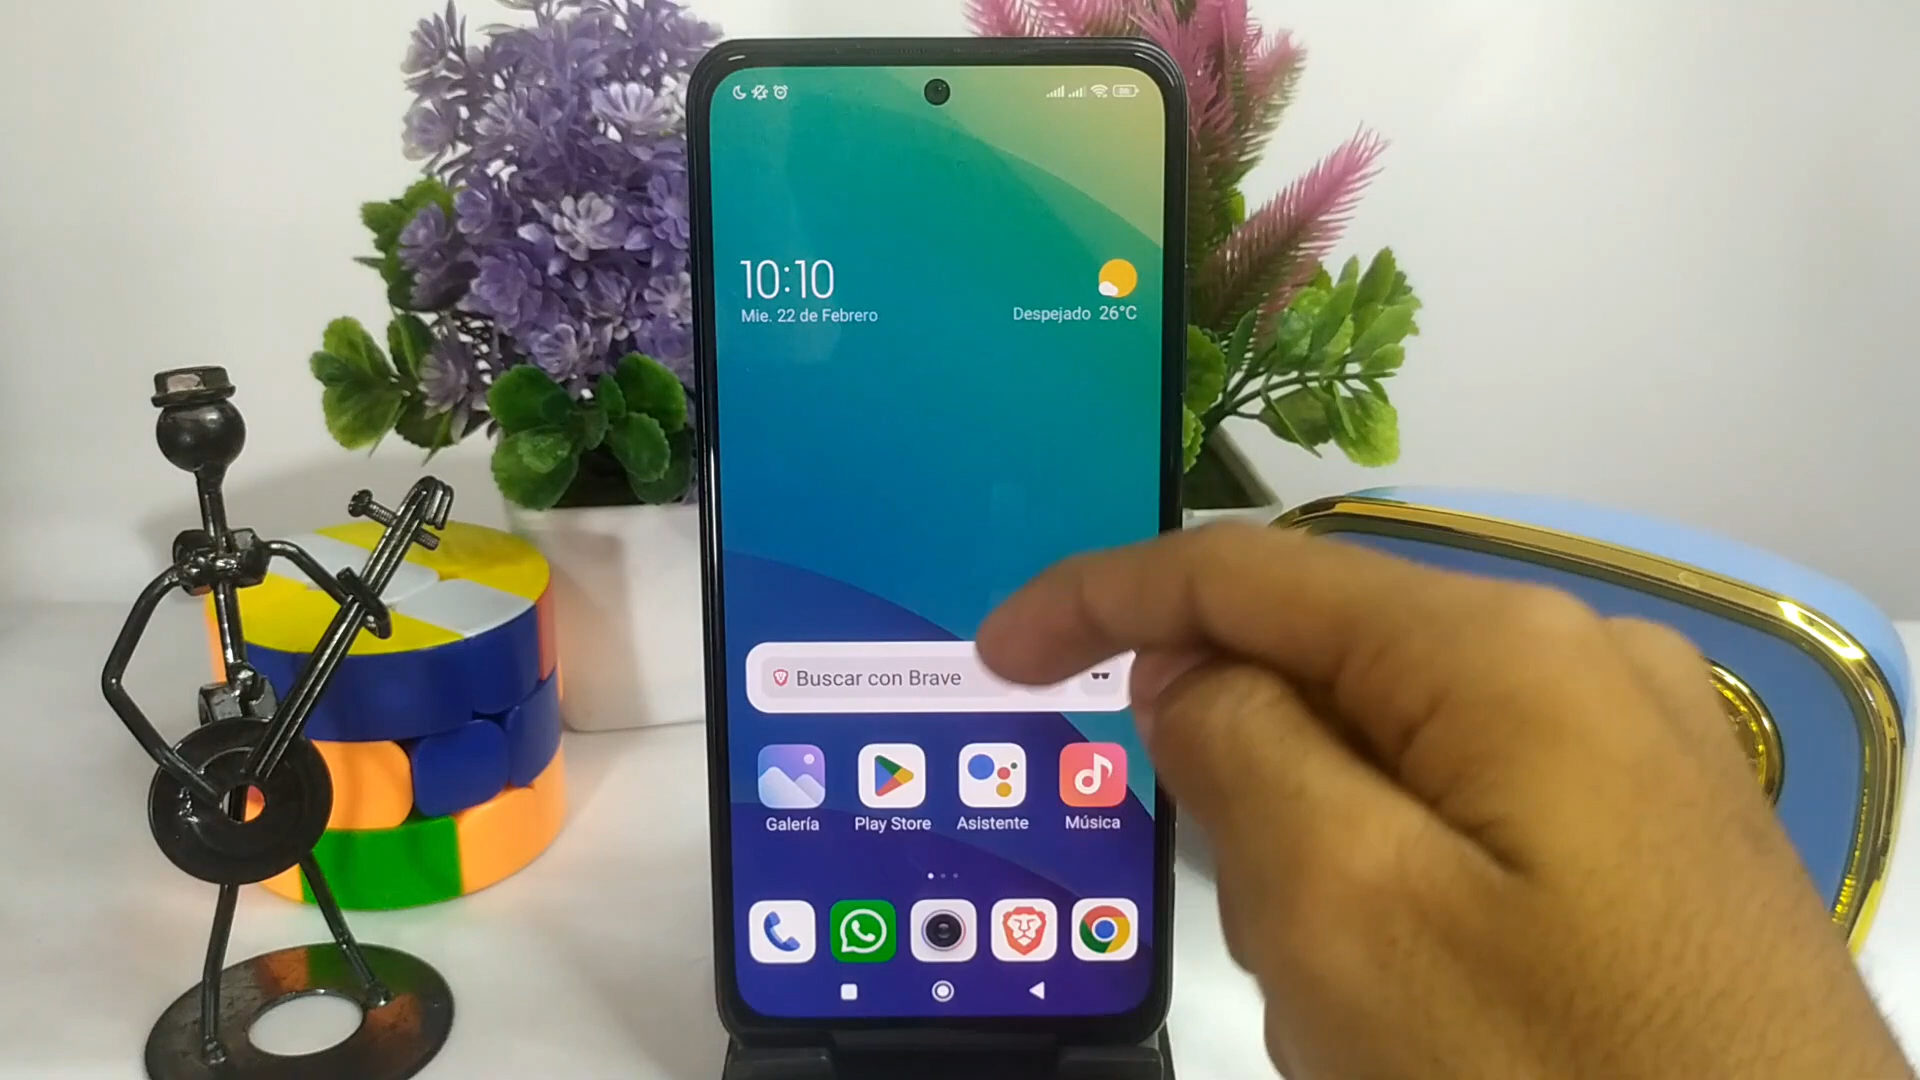 10:10
Mie. 22 de Febrero
Despejado 26°C
Buscar con Brave
Galería
Play Store
Asistente
Música